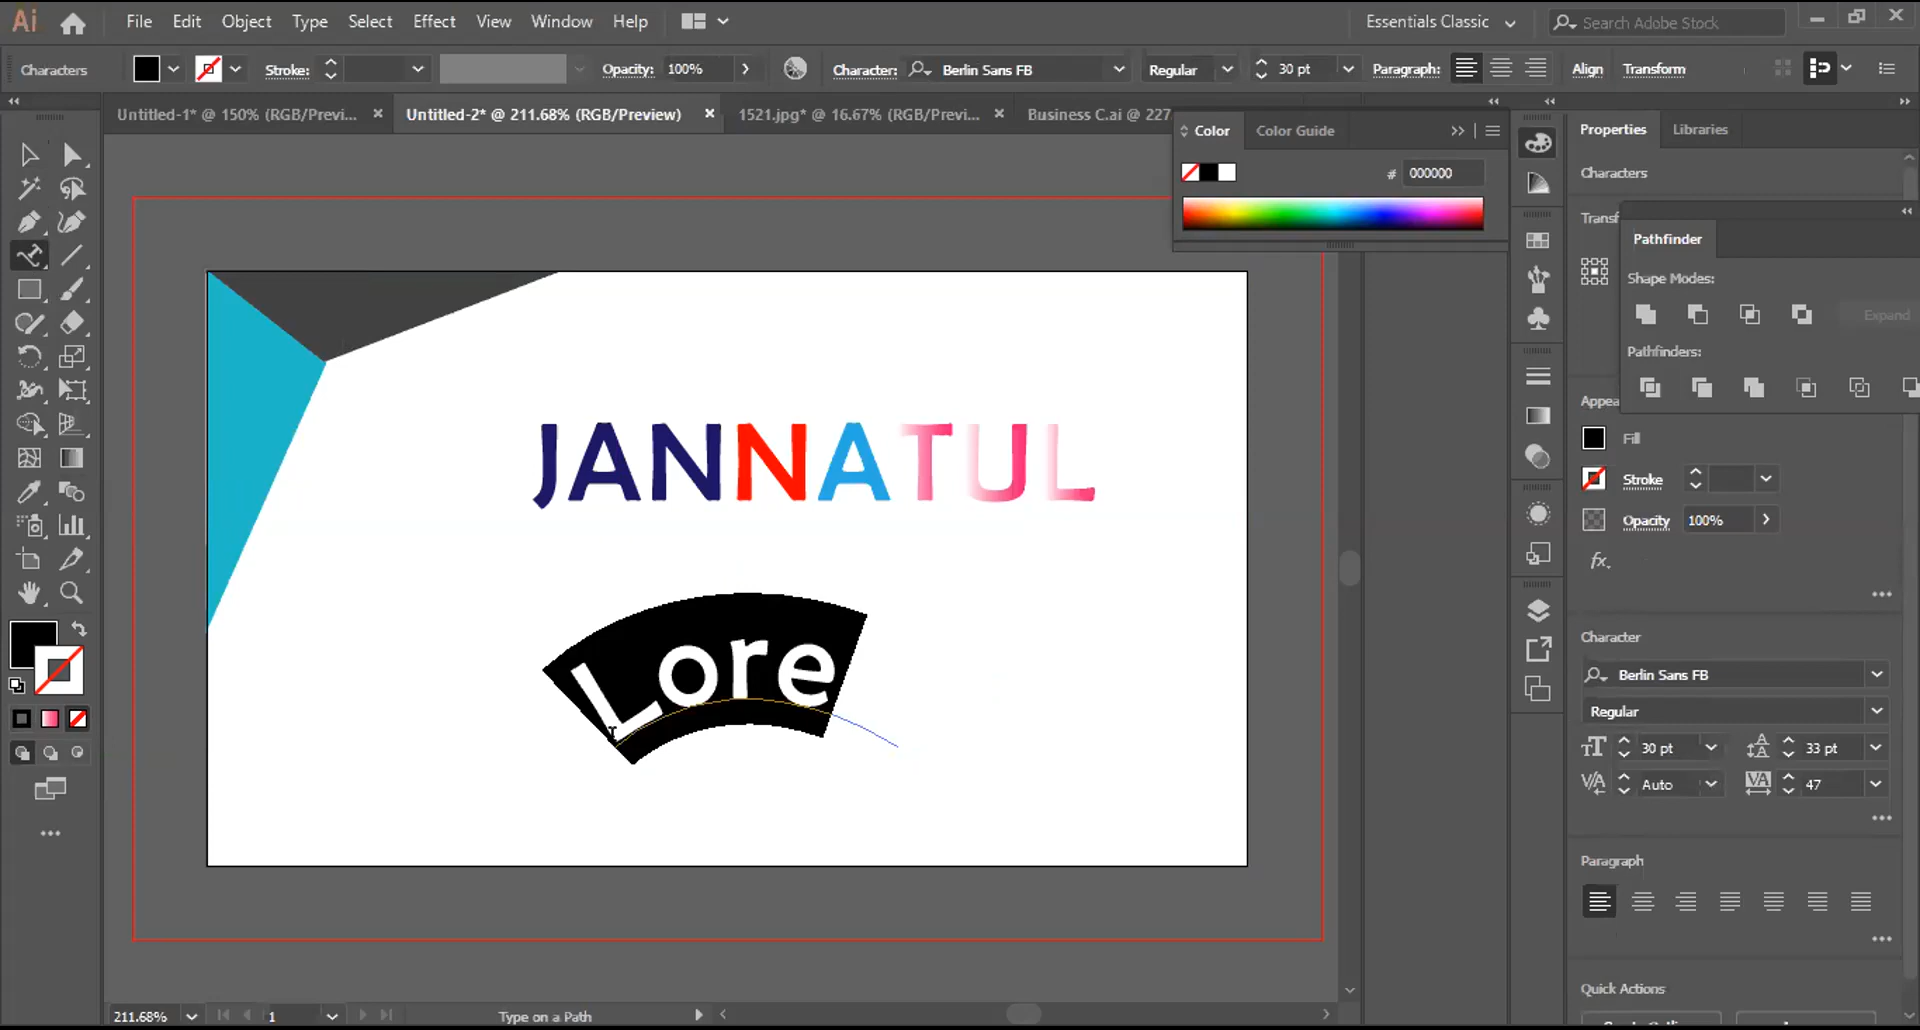 Ai File Edit Object Type Select Effect View Window Help Essentials Classic Search Adobe Stock
Characters Stroke: Opacity: 100% Character: Berlin Sans FB Regular 30 pt Paragraph: Align Transform
Untitled-1* @ 150% (RGB/Previ... Untitled-2* @ 211.68% (RGB/Preview) 1521.jpg* @ 16.67% (RGB/Previ... Business C.ai @ 227.
Color Color Guide
# 000000
Properties Libraries
Characters
Transf
Pathfinder
Shape Modes:
Expand
Pathfinders:
Appea
Fill
Stroke
Opacity 100%
fx.
JANNATUL
Lore
Character
Berlin Sans FB
Regular
30 pt 33 pt
Auto 47
Paragraph
Quick Actions
211.68% 1 Type on a Path